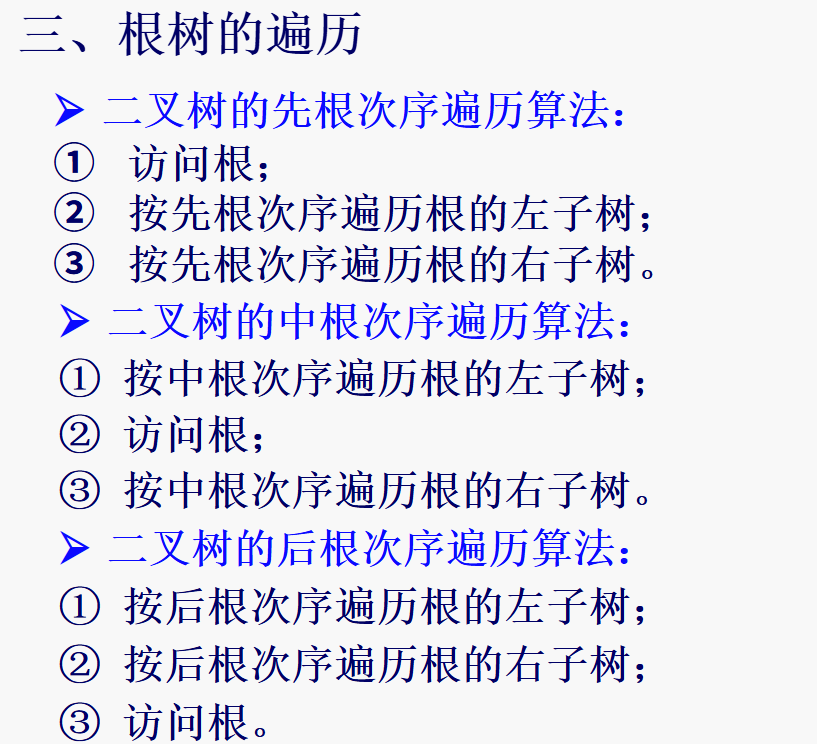 三、根树的遍历
➢ 二叉树的先根次序遍历算法：
① 访问根；
② 按先根次序遍历根的左子树；
③ 按先根次序遍历根的右子树。
➢ 二叉树的中根次序遍历算法：
① 按中根次序遍历根的左子树；
② 访问根；
③ 按中根次序遍历根的右子树。
➢ 二叉树的后根次序遍历算法：
① 按后根次序遍历根的左子树；
② 按后根次序遍历根的右子树；
③ 访问根。